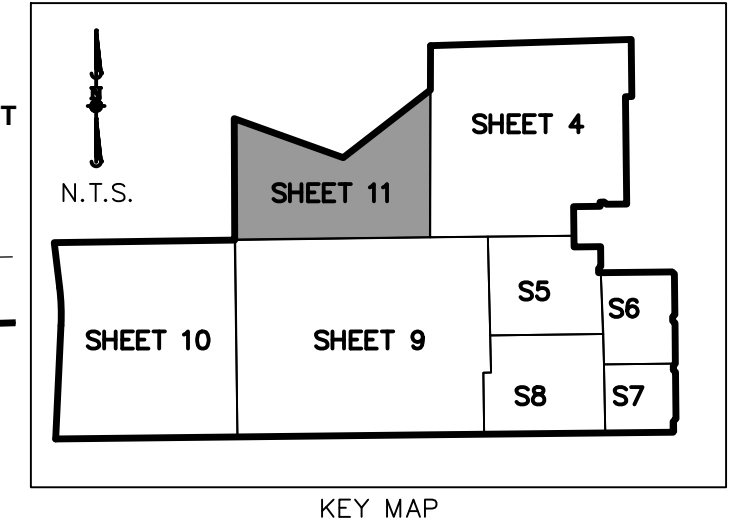 T
N
N.T.S.
SHEET 4
SHEET 11
S5
S6
SHEET 10
SHEET 9
S8
S7
KEY MAP